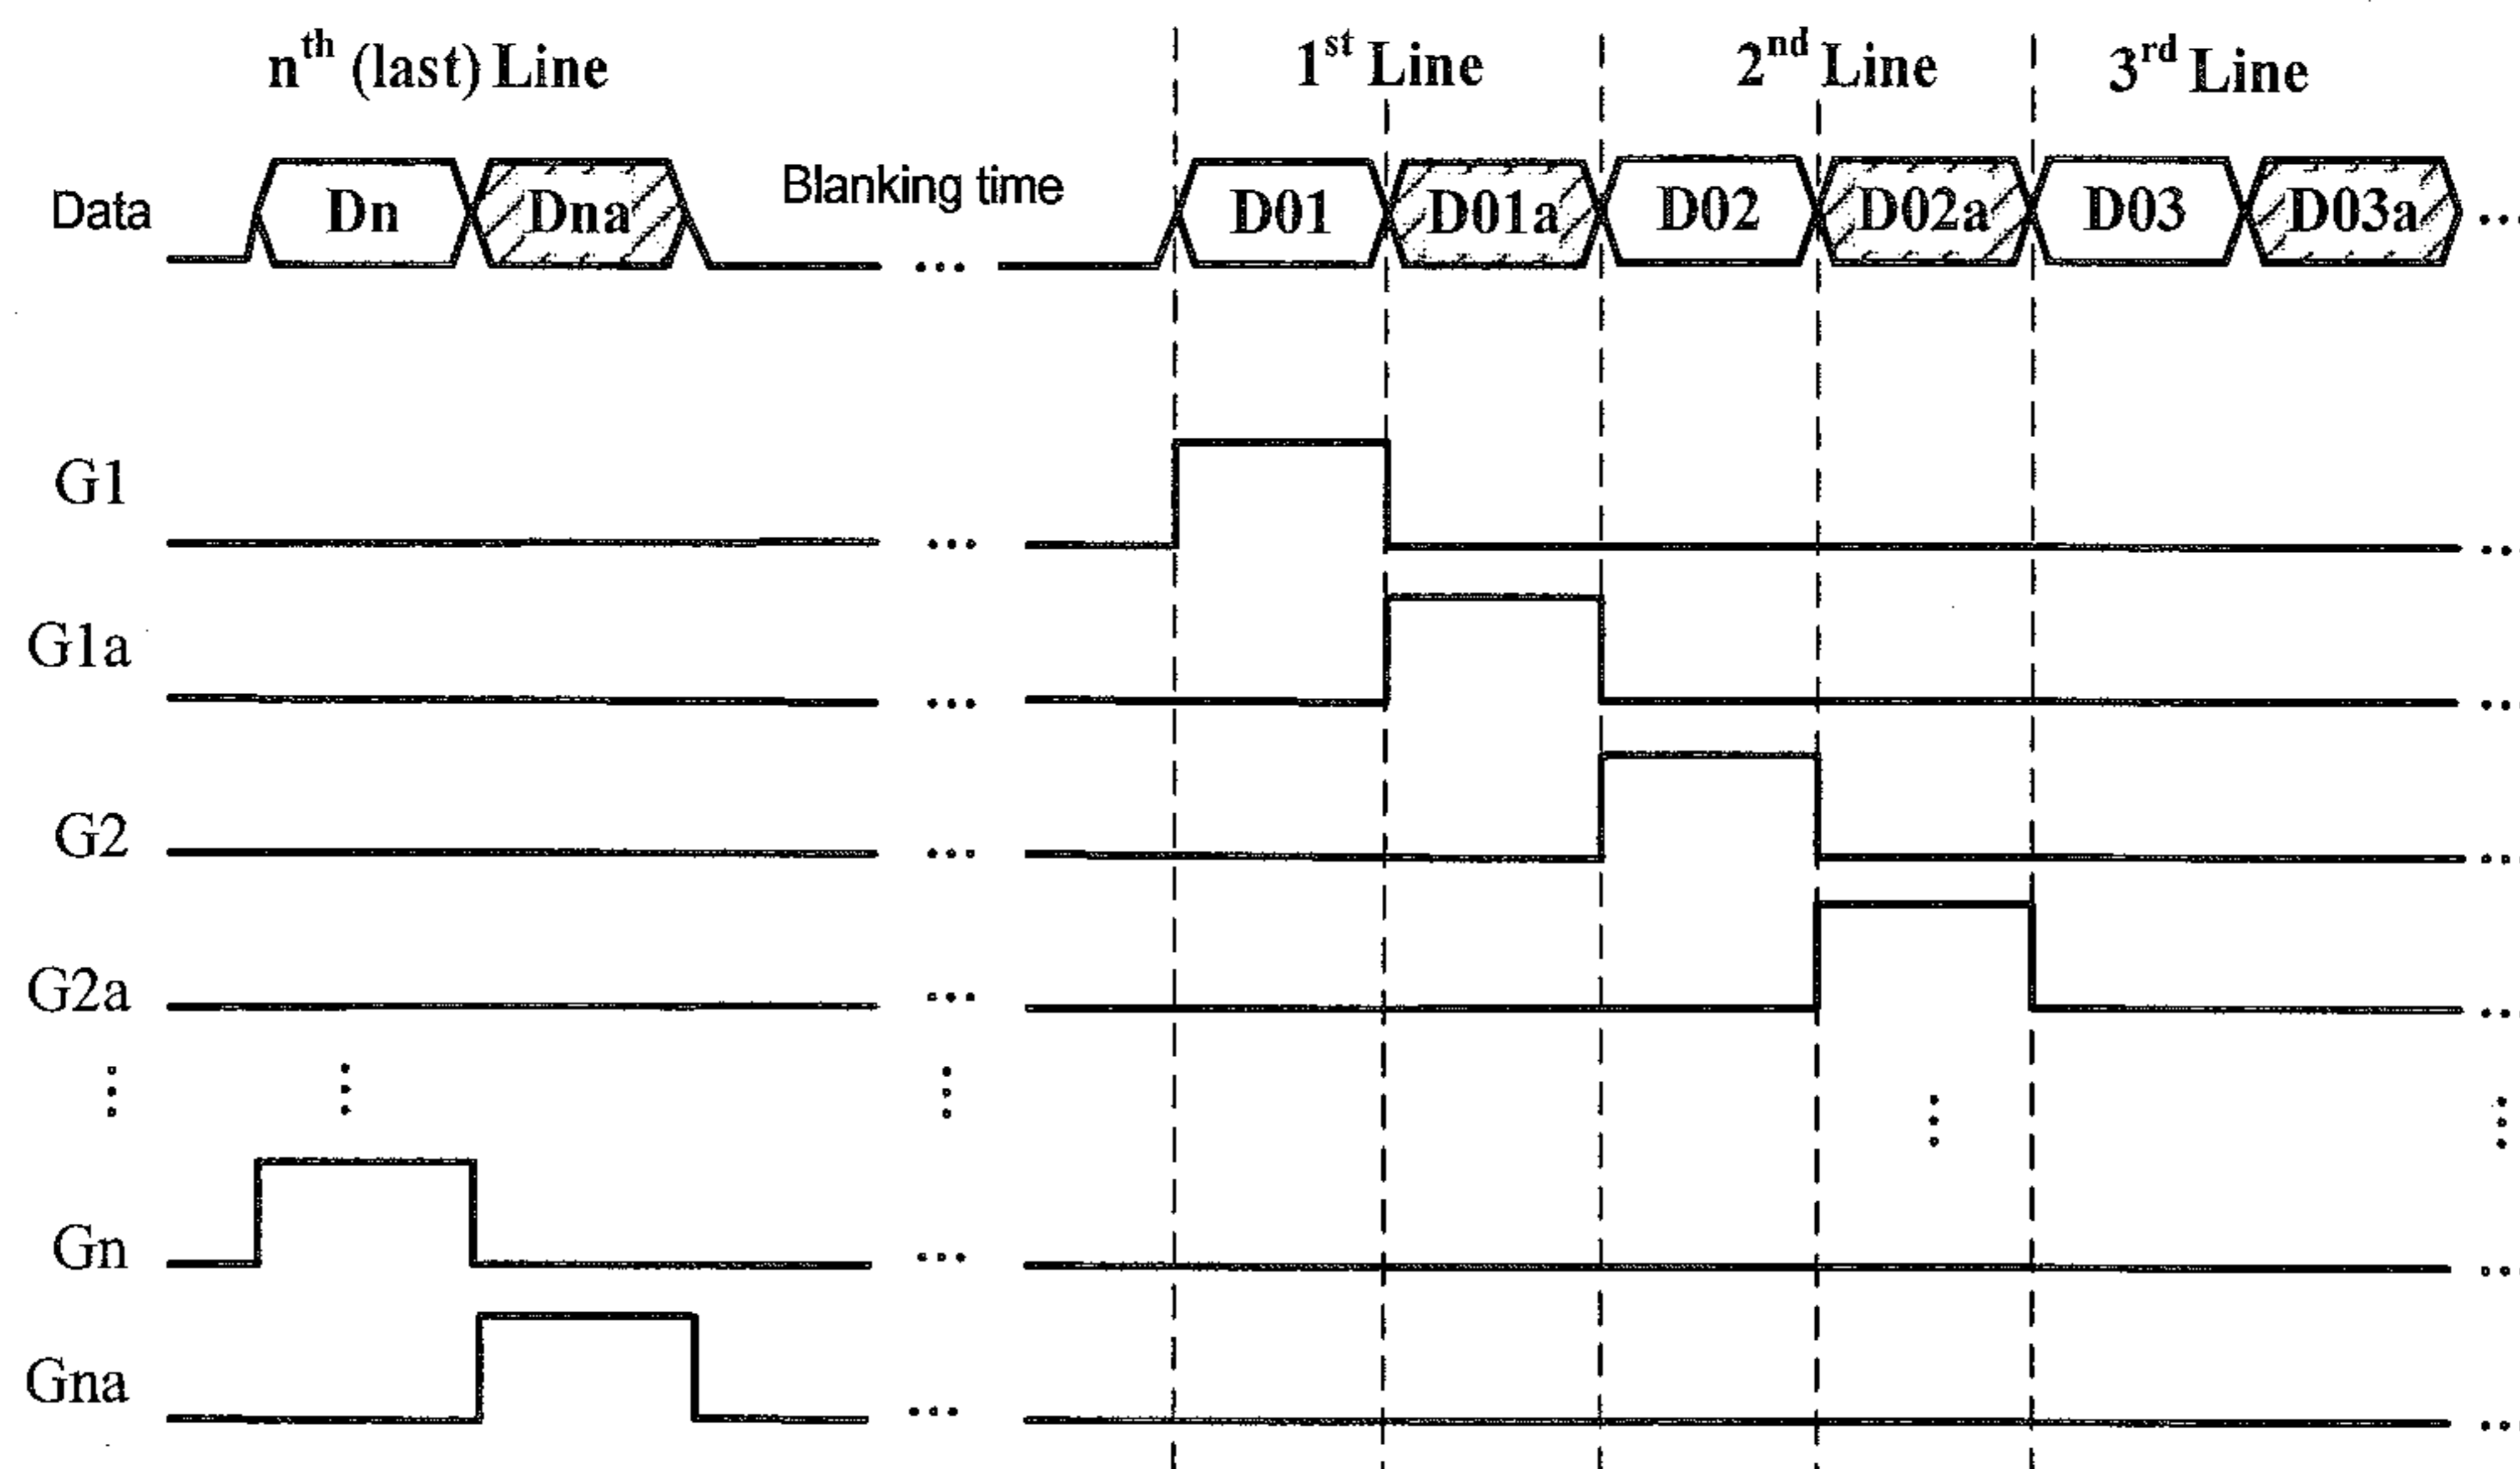 nth (last) Line 1st Line 2nd Line 3rd Line
Data Dn Dna Blanking time D01 D01a D02 D02a D03 D03a ...
...
G1 ... ...
G1a ... ...
G2 ... ...
G2a ... ...
Gn ... ...
Gna ... ...